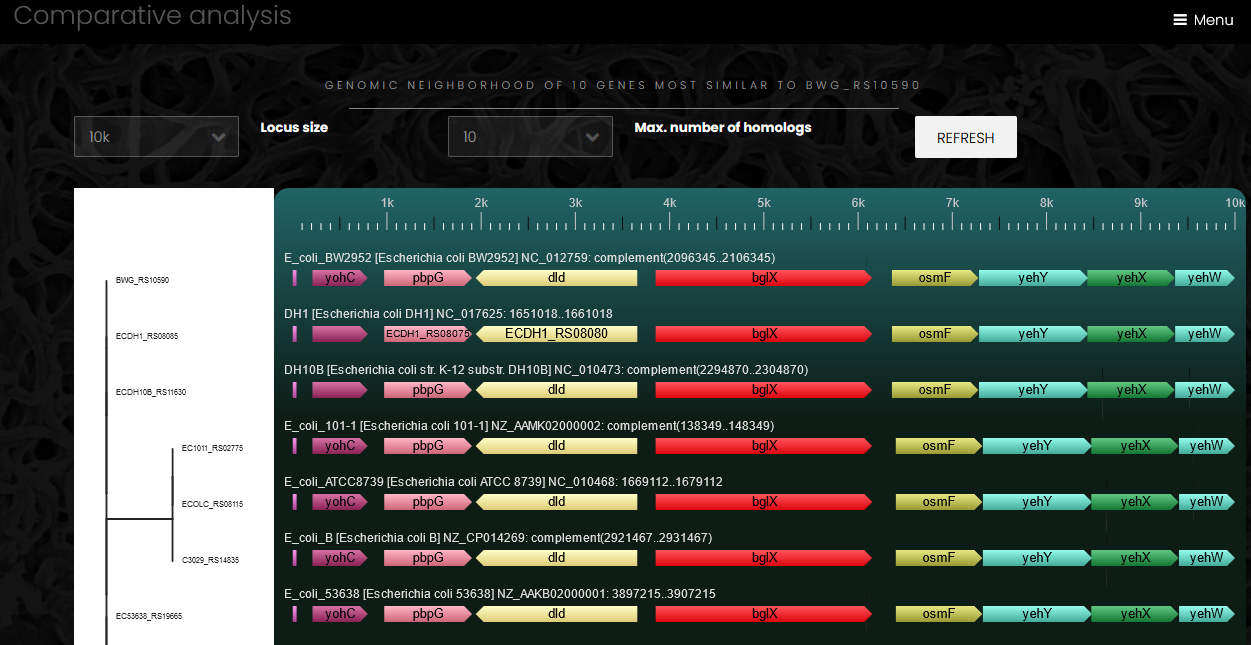 Comparative analysis
Menu
GENOMIC NEIGHBORHOOD OF 10 GENES MOST SIMILAR TO BWG_RS10590
10k Locus size 10 Max. number of homologs REFRESH
1k 2k 3k 4k 5k 6k 7k 8k 9k 10k
E_coli_BW2952 [Escherichia coli BW2952] NC_012759: complement(2096345..2106345)
BWG_RS10590 yohC pbpG dld bglX osmF yehY yehX yehW
DH1 [Escherichia coli DH1] NC_017625: 1651018..1661018
ECDH1_RS08085 ECDH1_RS08075 ECDH1_RS08080 bglX osmF yehY yehX yehW
DH10B [Escherichia coli str. K-12 substr. DH10B] NC_010473: complement(2294870..2304870)
ECDH10B_RS11630 pbpG dld bglX osmF yehY yehX yehW
E_coli_101-1 [Escherichia coli 101-1] NZ_AAMK02000002: complement(138349..148349)
EC1011_RS02775 yohC pbpG dld bglX osmF yehY yehX yehW
E_coli_ATCC8739 [Escherichia coli ATCC 8739] NC_010468: 1669112..1679112
ECOLC_RS08115 yohC pbpG dld bglX osmF yehY yehX yehW
E_coli_B [Escherichia coli B] NZ_CP014269: complement(2921467..2931467)
C3029_RS14835 yohC pbpG dld bglX osmF yehY yehX yehW
E_coli_53638 [Escherichia coli 53638] NZ_AAKB02000001: 3897215..3907215
EC53638_RS19665 yohC pbpG dld bglX osmF yehY yehX yehW